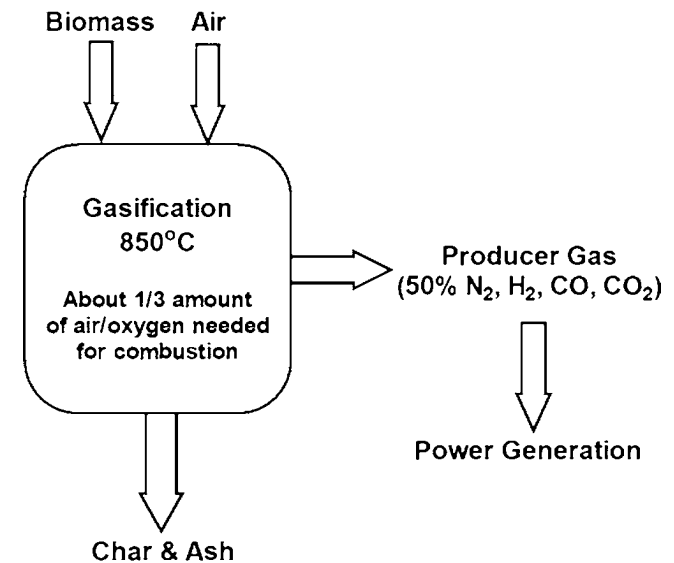 Biomass Air
Gasification
850°C
About 1/3 amount
of air/oxygen needed
for combustion
Producer Gas
(50% N₂, H₂, CO, CO₂)
Power Generation
Char & Ash